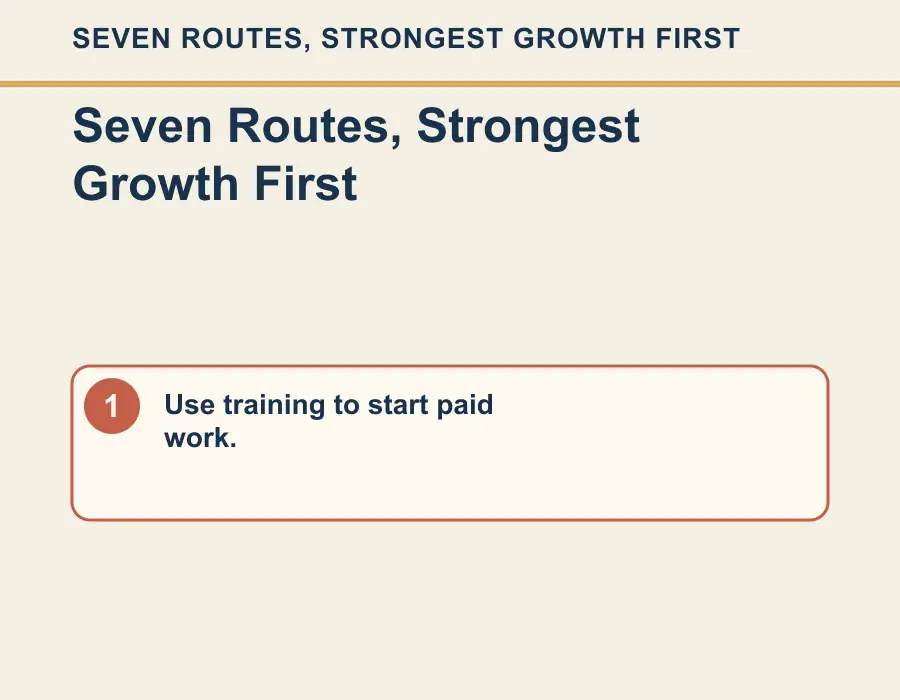 SEVEN ROUTES, STRONGEST GROWTH FIRST
Seven Routes, Strongest
Growth First
1
Use training to start paid
work.